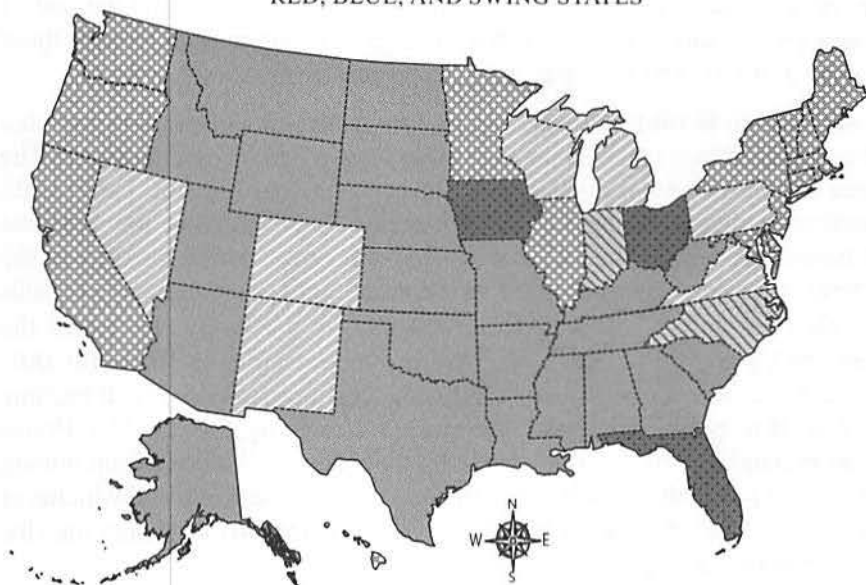 RED, BLUE, AND SWING STATES
N
W E
S